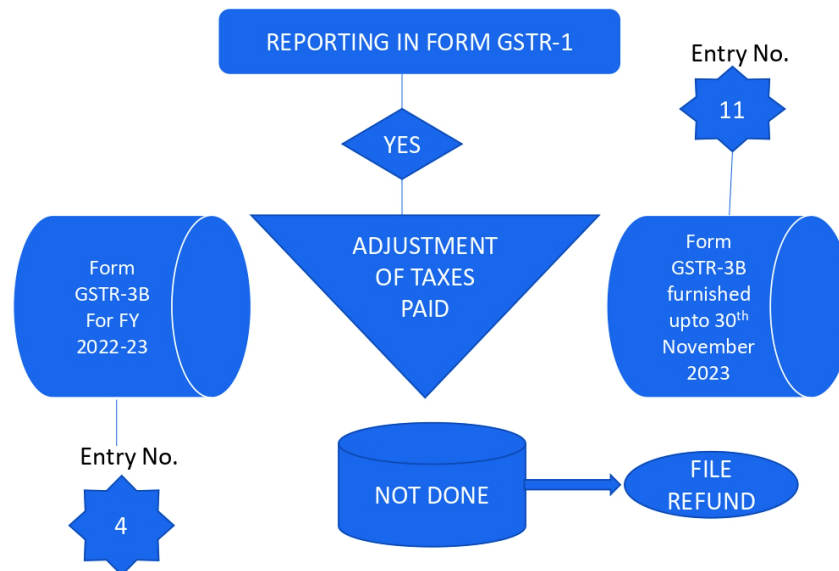 REPORTING IN FORM GSTR-1
Entry No.
11
YES
Form
GSTR-3B
For FY
2022-23
ADJUSTMENT
OF TAXES
PAID
Form
GSTR-3B
furnished
upto 30th
November
2023
Entry No.
4
NOT DONE
FILE
REFUND